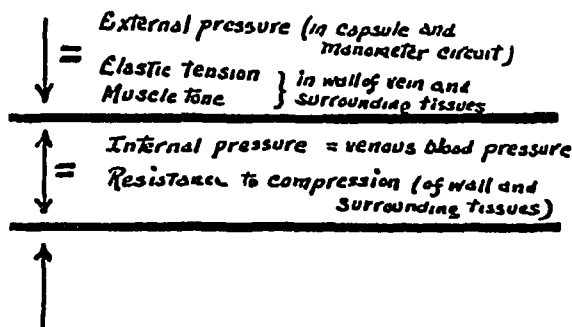 = External pressure (in capsule and
manometer circuit)
Elastic Tension } in wall of vein and
Muscle Tone } surrounding tissues
= Internal pressure = venous blood pressure
Resistance to compression (of wall and
surrounding tissues)